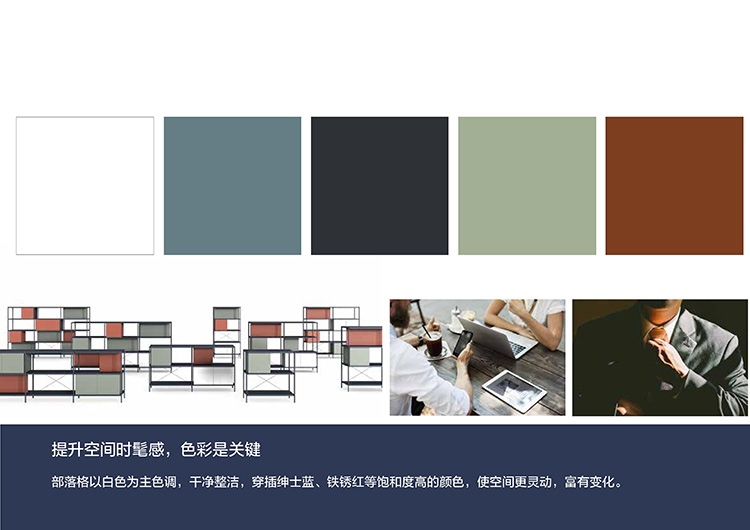 提升空间时髦感，色彩是关键
部落格以白色为主色调，干净整洁，穿插绅士蓝、铁锈红等饱和度高的颜色，使空间更灵动，富有变化。